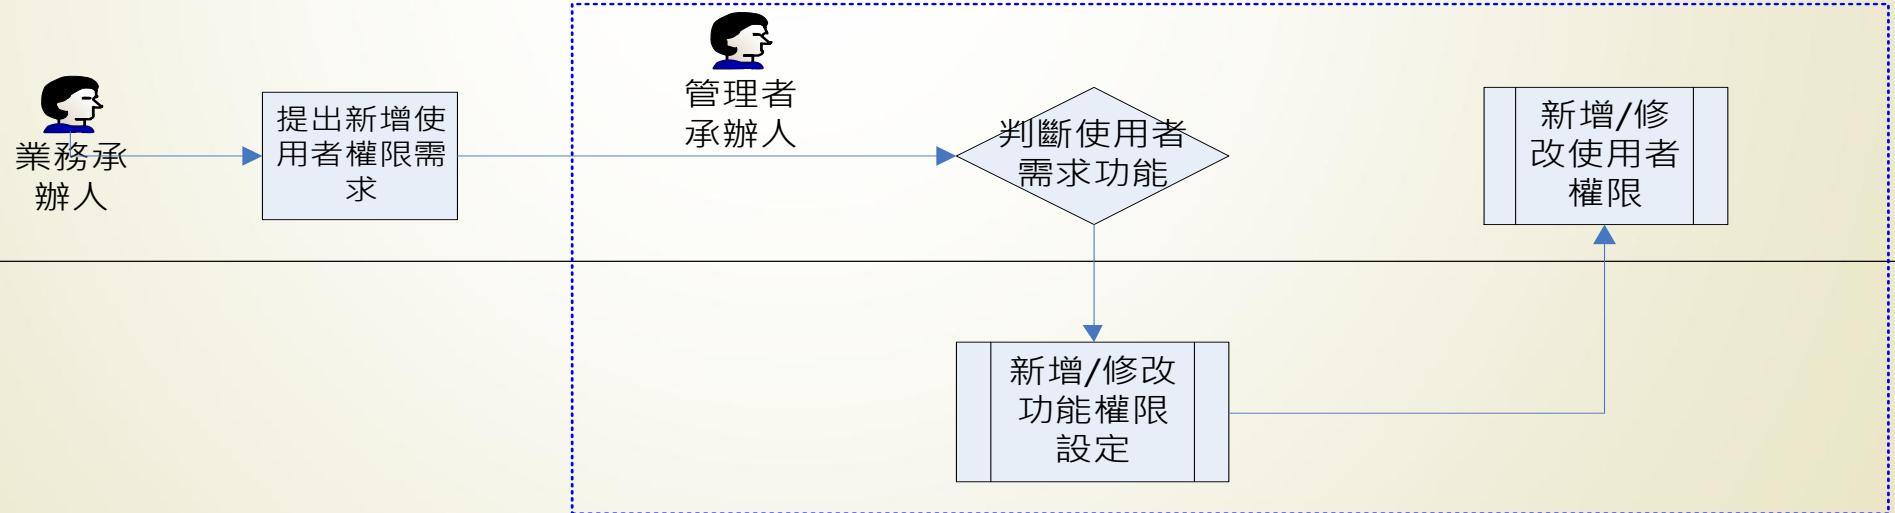 業務承
辦人
提出新增使
用者權限需
求
管理者
承辦人
判斷使用者
需求功能
新增/修
改使用者
權限
新增/修改
功能權限
設定